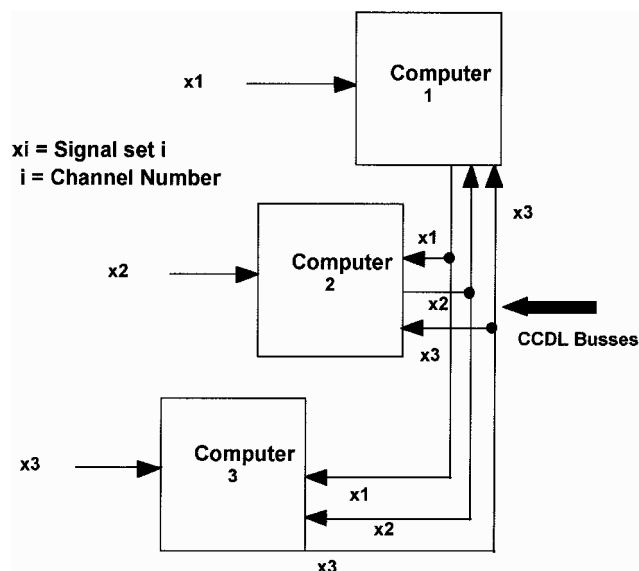 Computer
1
x1
xi = Signal set i
i = Channel Number
x3
x1
Computer
2
x2
x2
x3
CCDL Busses
Computer
3
x3
x1
x2
x3